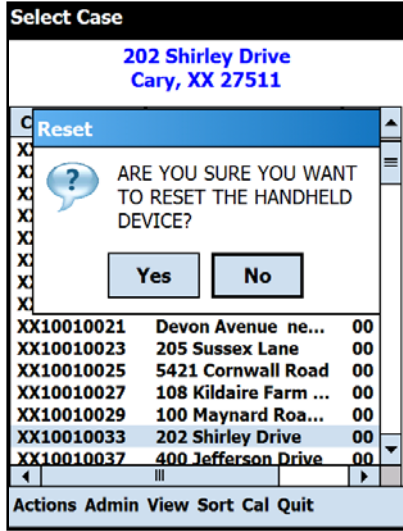 Select Case
202 Shirley Drive
Cary, XX 27511
C
Reset
X
X
X
X
X
X
X
X
ARE YOU SURE YOU WANT
TO RESET THE HANDHELD
DEVICE?
Yes No
XX10010021 Devon Avenue ne... 00
XX10010023 205 Sussex Lane 00
XX10010025 5421 Cornwall Road 00
XX10010027 108 Kildaire Farm ... 00
XX10010029 100 Maynard Roa... 00
XX10010033 202 Shirley Drive 00
XX10010037 400 Jefferson Drive 00
Actions Admin View Sort Cal Quit